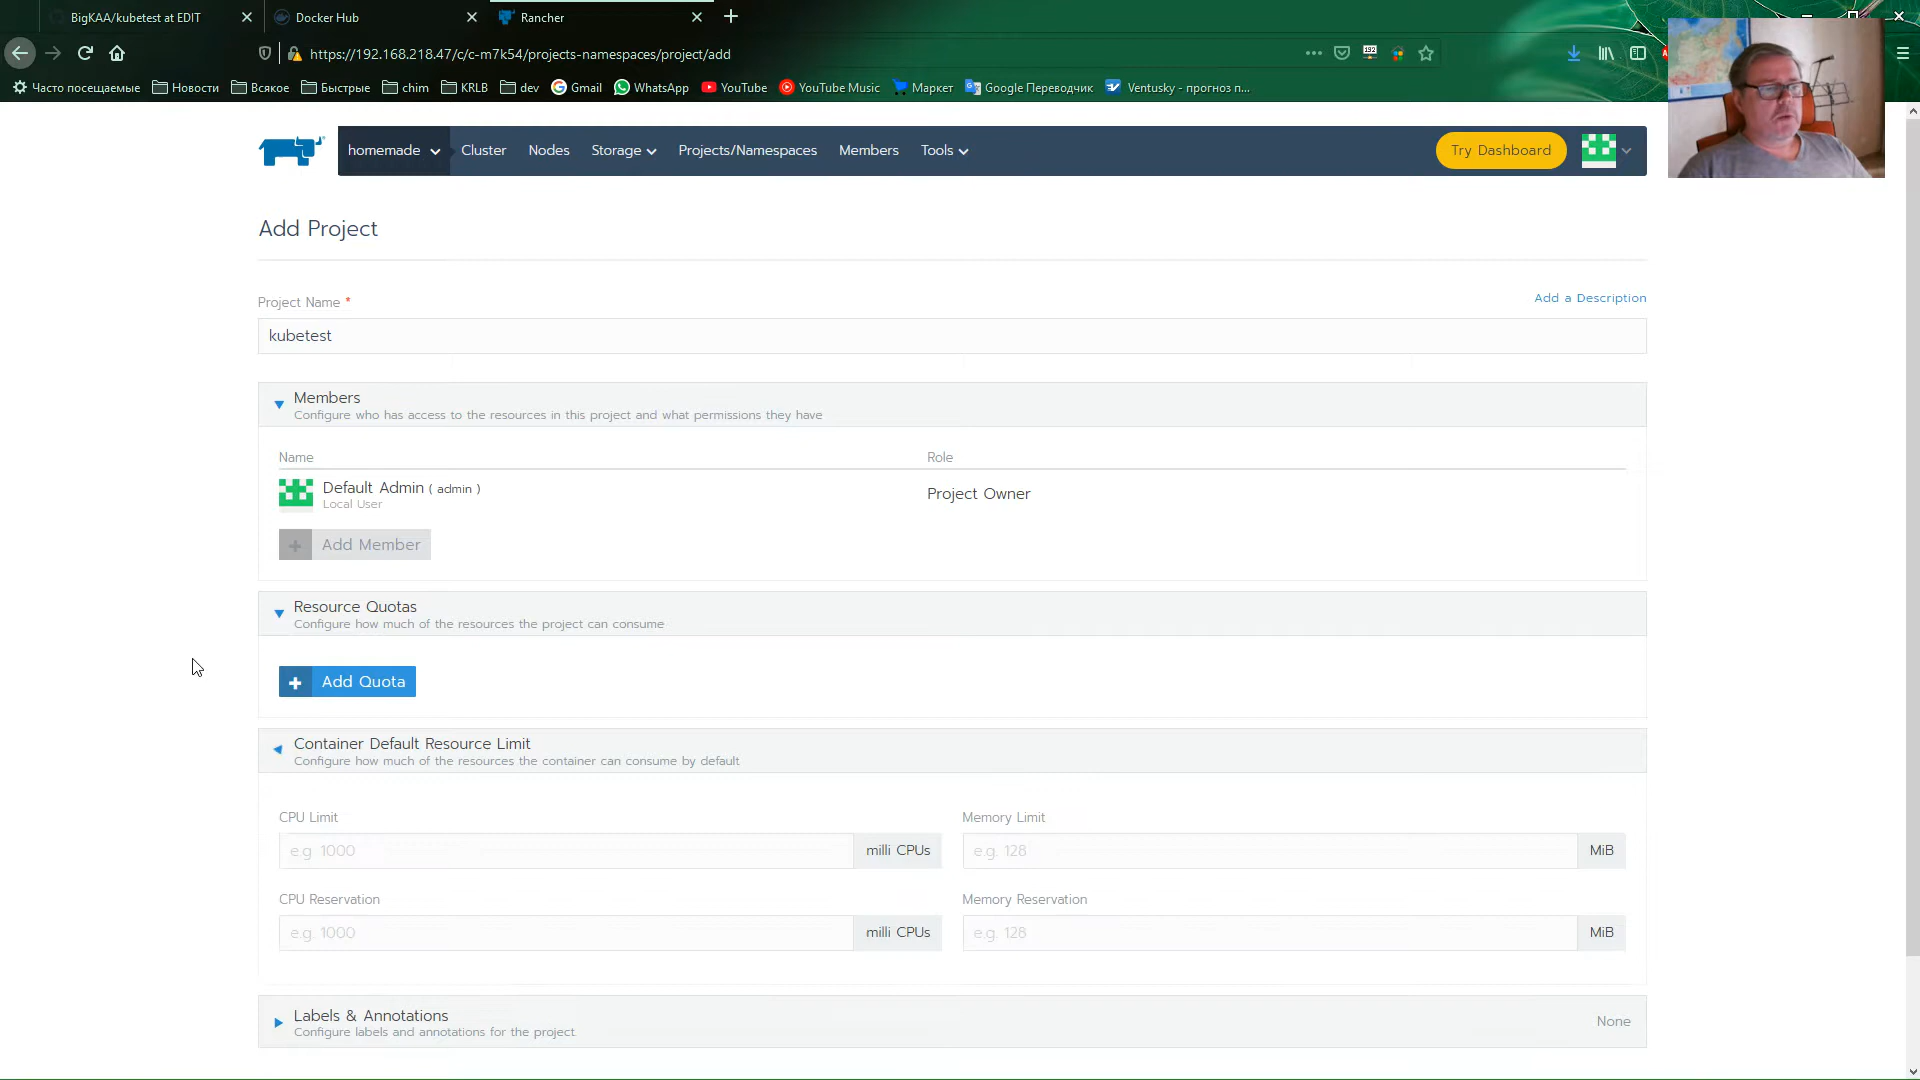 BigKAA/kubetest at EDIT
Docker Hub
Rancher
https://192.168.218.47/c/c-m7k54/projects-namespaces/project/add
Часто посещаемые
Новости
Всякое
Быстрые
chim
KRLB
dev
Gmail
WhatsApp
YouTube
YouTube Music
Маркет
Google Переводчик
Ventusky - прогноз п...
homemade
Cluster
Nodes
Storage
Projects/Namespaces
Members
Tools
Try Dashboard
Add Project
Project Name *
Add a Description
kubetest
Members
Configure who has access to the resources in this project and what permissions they have
Name
Role
Default Admin ( admin )
Local User
Project Owner
+ Add Member
Resource Quotas
Configure how much of the resources the project can consume
+ Add Quota
Container Default Resource Limit
Configure how much of the resources the container can consume by default
CPU Limit
Memory Limit
e.g. 1000
milli CPUs
e.g. 128
MiB
CPU Reservation
Memory Reservation
e.g. 1000
milli CPUs
e.g. 128
MiB
Labels & Annotations
Configure labels and annotations for the project
None